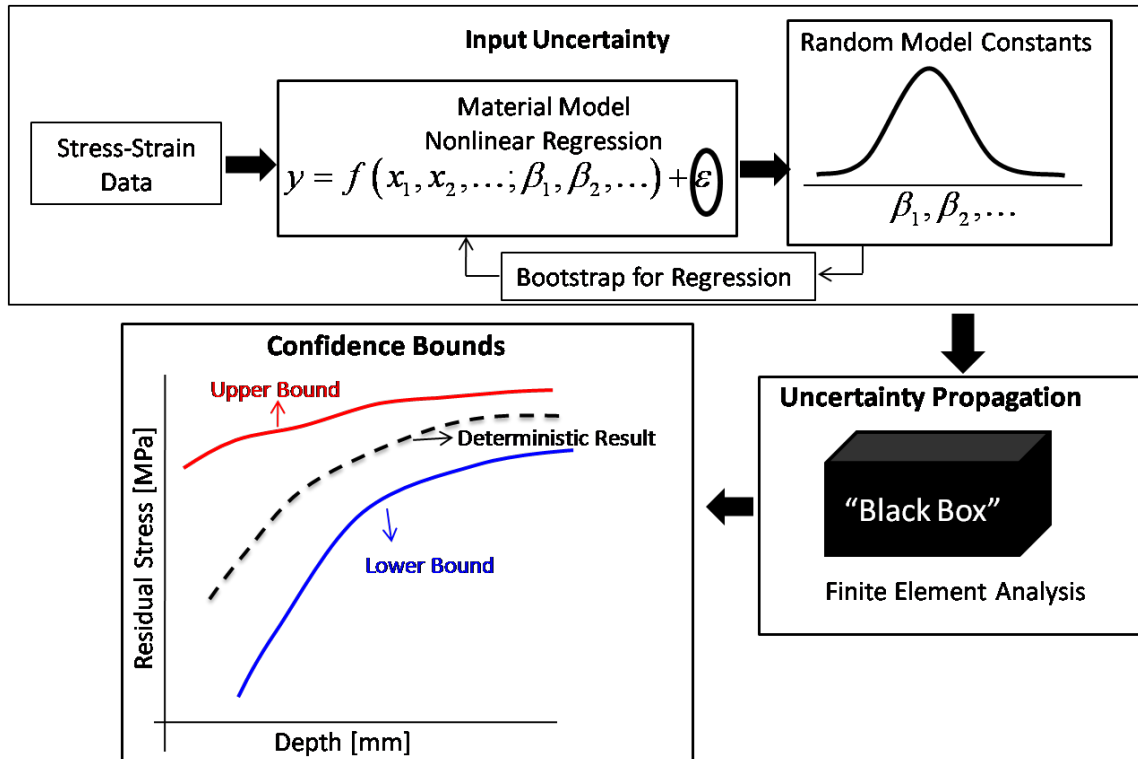 Input Uncertainty
Stress-Strain
Data
Material Model
Nonlinear Regression
y = f(x₁, x₂, …; β₁, β₂, …) + ε
Random Model Constants
β₁, β₂, …
Bootstrap for Regression
Uncertainty Propagation
“Black Box”
Finite Element Analysis
Confidence Bounds
Upper Bound
Deterministic Result
Lower Bound
Residual Stress [MPa]
Depth [mm]